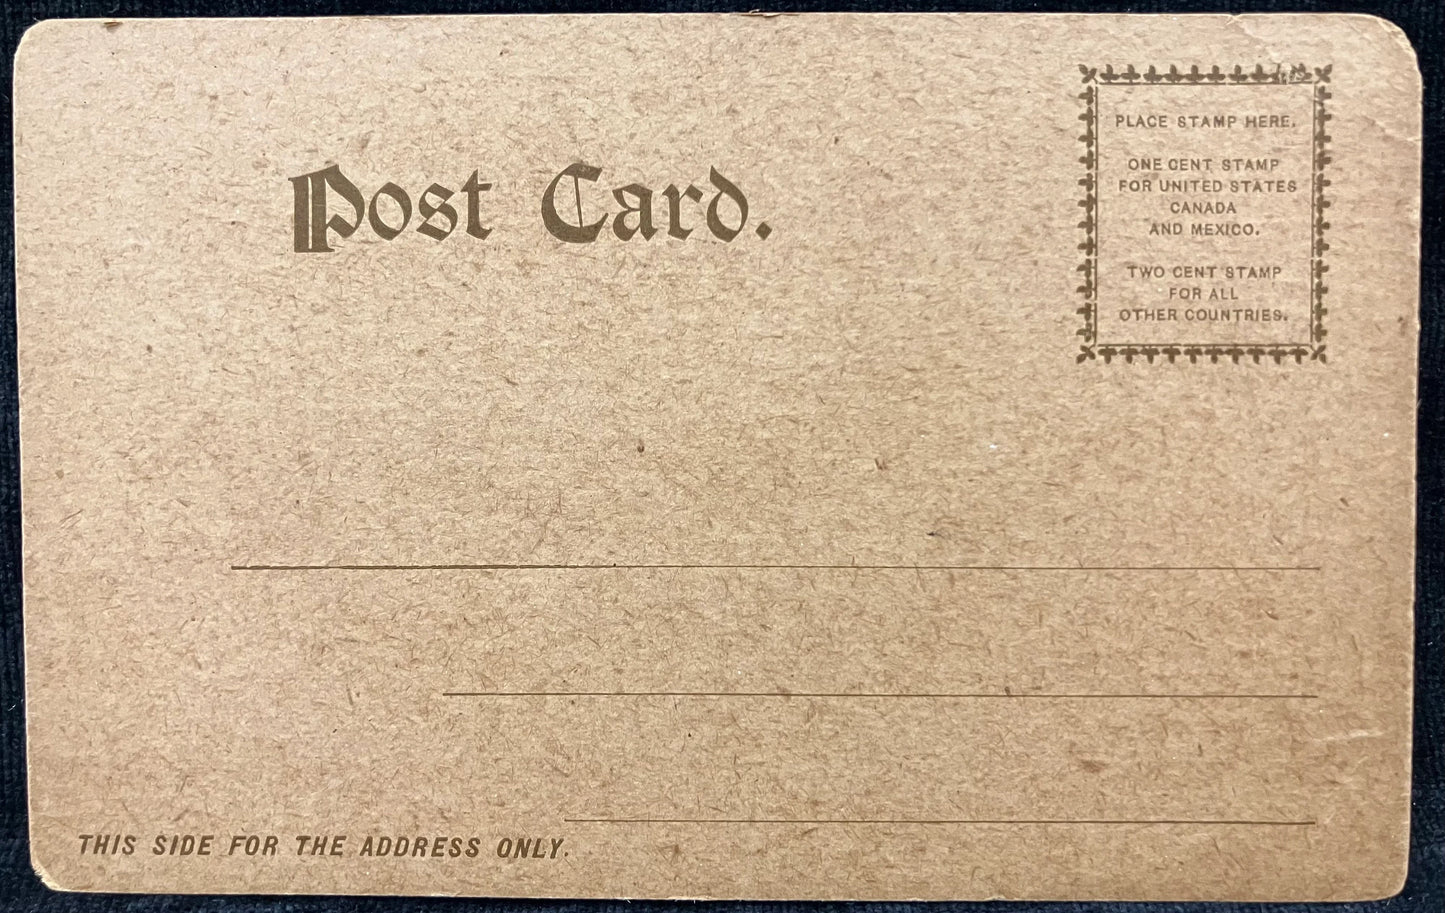 Post Card.
PLACE STAMP HERE.
ONE CENT STAMP
FOR UNITED STATES
CANADA
AND MEXICO.
TWO CENT STAMP
FOR ALL
OTHER COUNTRIES.
THIS SIDE FOR THE ADDRESS ONLY.